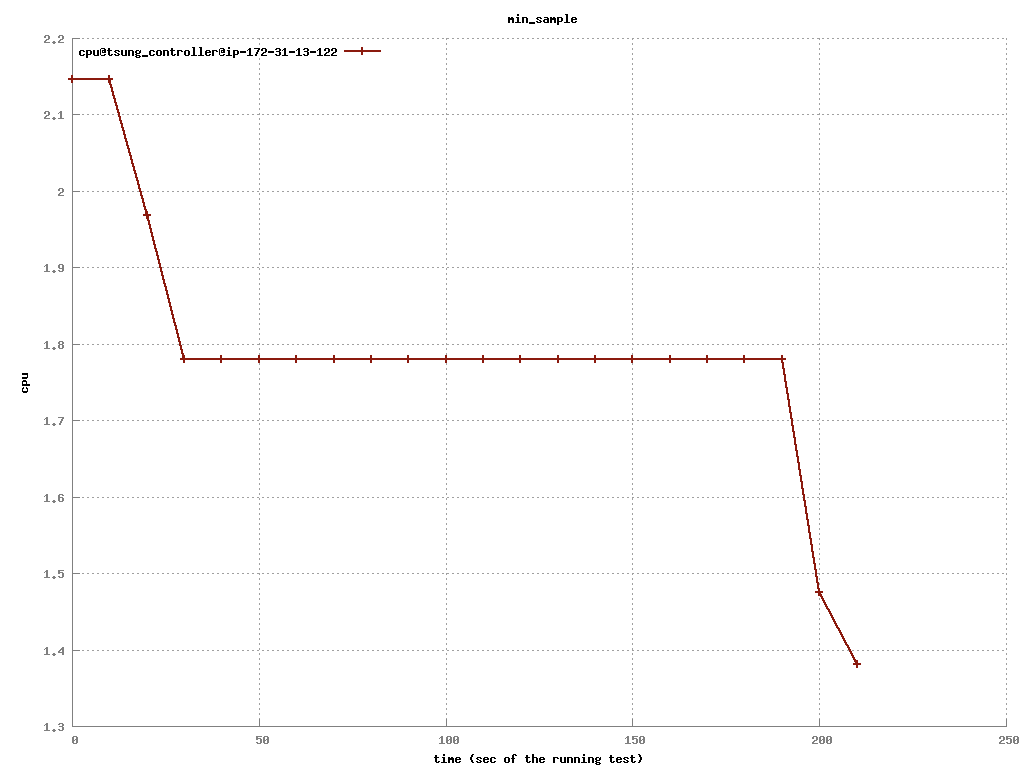 min_sample
2.2
cpu@tsung_controller@ip-172-31-13-122
2.1
2
1.9
1.8
cpu
1.7
1.6
1.5
1.4
1.3
0 50 100 150 200 250
time (sec of the running test)